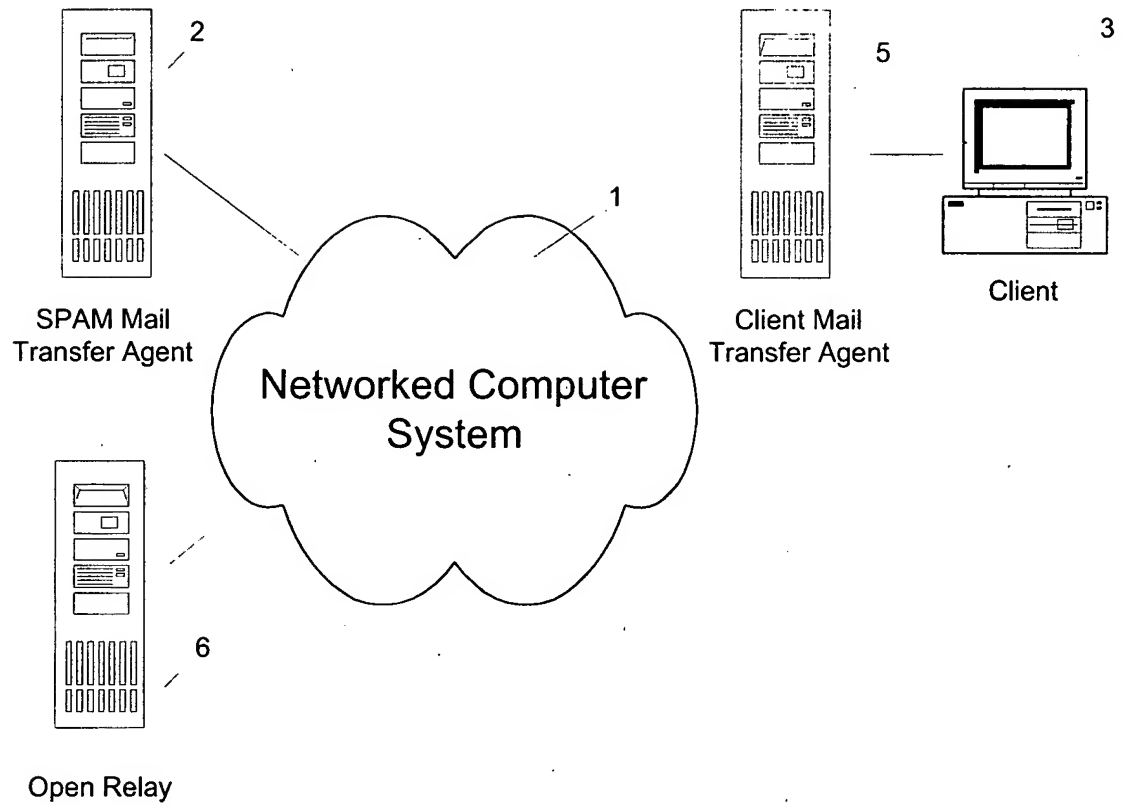 2
3
5
1
SPAM Mail
Transfer Agent
Client Mail
Transfer Agent
Client
Networked Computer
System
6
Open Relay